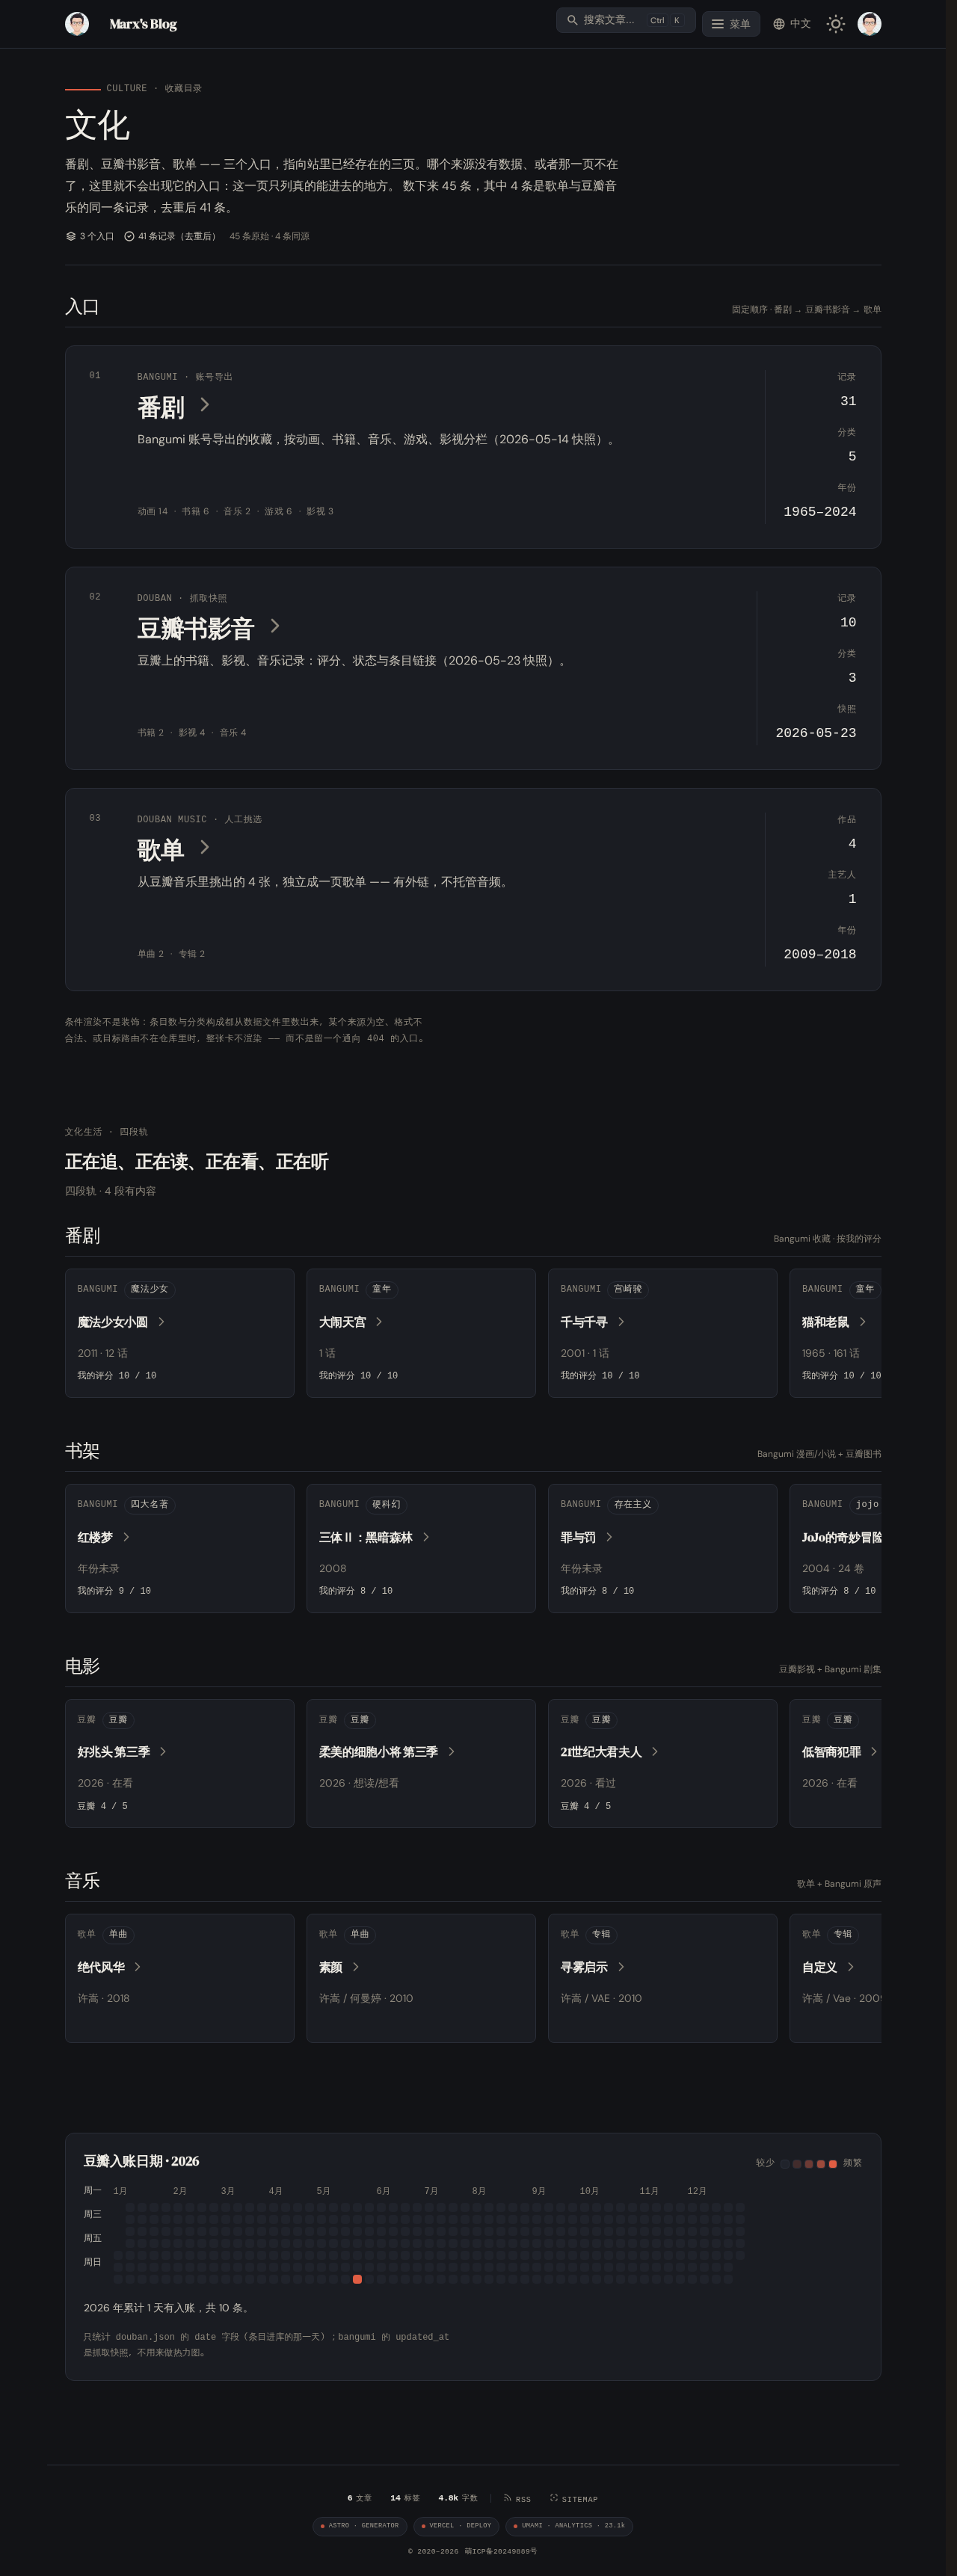 Marx's Blog
搜索文章... Ctrl K
菜单
中文
CULTURE · 收藏目录
文化
番剧、豆瓣书影音、歌单 —— 三个入口，指向站里已经存在的三页。哪个来源没有数据、或者那一页不在
了，这里就不会出现它的入口：这一页只列真的能进去的地方。 数下来 45 条，其中 4 条是歌单与豆瓣音
乐的同一条记录，去重后 41 条。
3 个入口 41 条记录（去重后） 45 条原始 · 4 条同源
入口
固定顺序 · 番剧 → 豆瓣书影音 → 歌单
01
BANGUMI · 账号导出
番剧
Bangumi 账号导出的收藏，按动画、书籍、音乐、游戏、影视分栏（2026-05-14 快照）。
动画 14 · 书籍 6 · 音乐 2 · 游戏 6 · 影视 3
记录
31
分类
5
年份
1965–2024
02
DOUBAN · 抓取快照
豆瓣书影音
豆瓣上的书籍、影视、音乐记录：评分、状态与条目链接（2026-05-23 快照）。
书籍 2 · 影视 4 · 音乐 4
记录
10
分类
3
快照
2026-05-23
03
DOUBAN MUSIC · 人工挑选
歌单
从豆瓣音乐里挑出的 4 张，独立成一页歌单 —— 有外链，不托管音频。
单曲 2 · 专辑 2
作品
4
主艺人
1
年份
2009–2018
条件渲染不是装饰：条目数与分类构成都从数据文件里数出来，某个来源为空、格式不
合法、或目标路由不在仓库里时，整张卡不渲染 —— 而不是留一个通向 404 的入口。
文化生活 · 四段轨
正在追、正在读、正在看、正在听
四段轨 · 4 段有内容
番剧
Bangumi 收藏 · 按我的评分
BANGUMI 魔法少女
魔法少女小圆
2011 · 12 话
我的评分 10 / 10
BANGUMI 童年
大闹天宫
1 话
我的评分 10 / 10
BANGUMI 宫崎骏
千与千寻
2001 · 1 话
我的评分 10 / 10
BANGUMI 童年
猫和老鼠
1965 · 161 话
我的评分 10 / 10
书架
Bangumi 漫画/小说 + 豆瓣图书
BANGUMI 四大名著
红楼梦
年份未录
我的评分 9 / 10
BANGUMI 硬科幻
三体Ⅱ：黑暗森林
2008
我的评分 8 / 10
BANGUMI 存在主义
罪与罚
年份未录
我的评分 8 / 10
BANGUMI jojo
JoJo的奇妙冒险
2004 · 24 卷
我的评分 8 / 10
电影
豆瓣影视 + Bangumi 剧集
豆瓣 豆瓣
好兆头 第三季
2026 · 在看
豆瓣 4 / 5
豆瓣 豆瓣
柔美的细胞小将 第三季
2026 · 想读/想看
豆瓣 豆瓣
21世纪大君夫人
2026 · 看过
豆瓣 4 / 5
豆瓣 豆瓣
低智商犯罪
2026 · 在看
音乐
歌单 + Bangumi 原声
歌单 单曲
绝代风华
许嵩 · 2018
歌单 单曲
素颜
许嵩 / 何曼婷 · 2010
歌单 专辑
寻雾启示
许嵩 / VAE · 2010
歌单 专辑
自定义
许嵩 / Vae · 2009
豆瓣入账日期 · 2026
较少 频繁
1月 2月 3月 4月 5月 6月 7月 8月 9月 10月 11月 12月
周一
周三
周五
周日
2026 年累计 1 天有入账，共 10 条。
只统计 douban.json 的 date 字段（条目进库的那一天）；bangumi 的 updated_at
是抓取快照，不用来做热力图。
6 文章 14 标签 4.8k 字数 RSS SITEMAP
ASTRO · GENERATOR VERCEL · DEPLOY UMAMI · ANALYTICS · 23.1k
© 2020–2026 萌ICP备20249889号